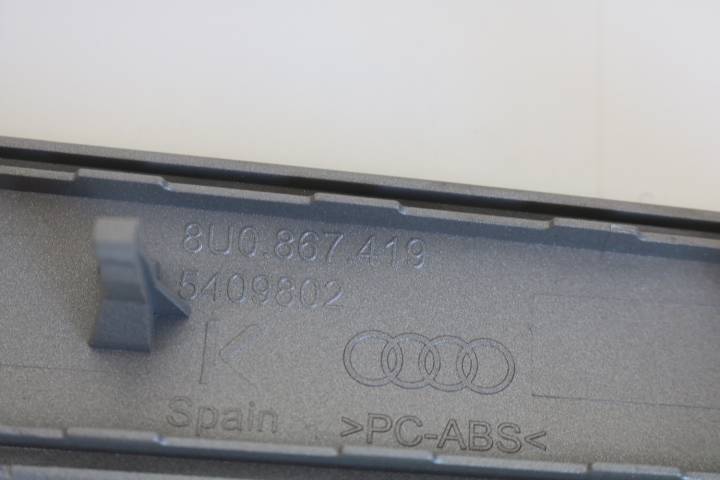 8U0.867.419
5409802
K
Spain
>PC-ABS<